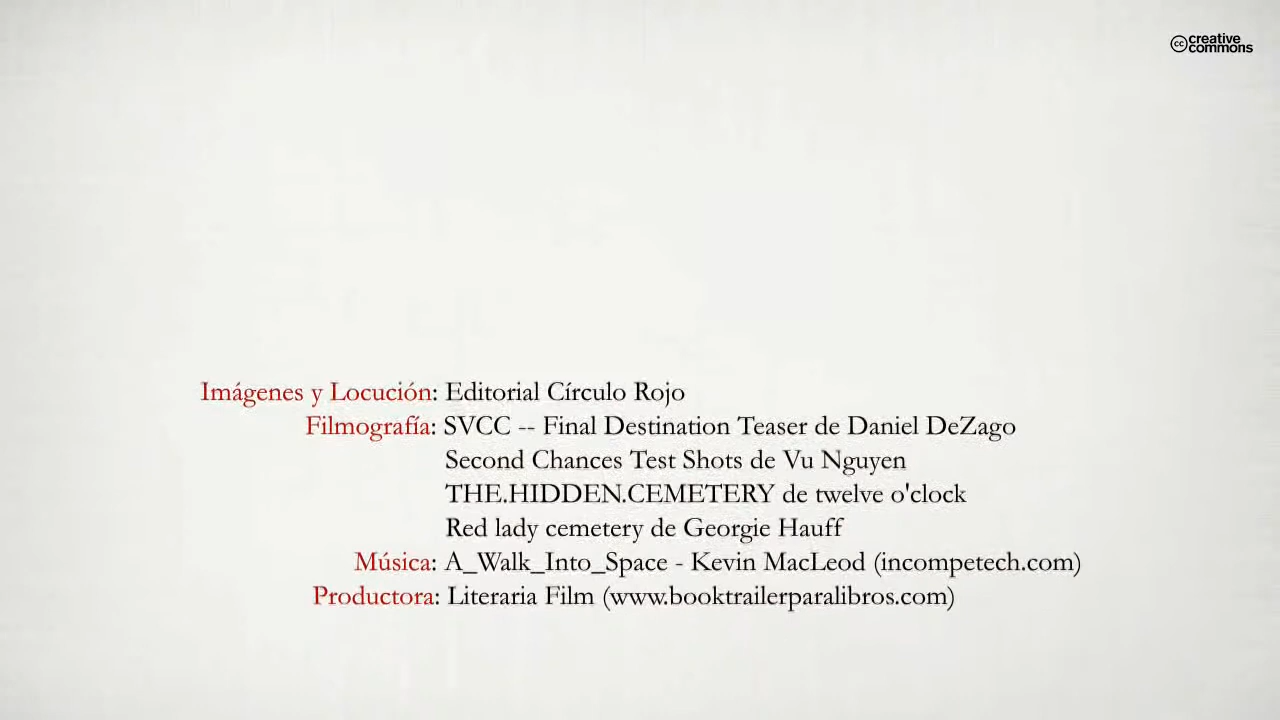 creative
commons
Imágenes y Locución: Editorial Círculo Rojo
Filmografía: SVCC -- Final Destination Teaser de Daniel DeZago
Second Chances Test Shots de Vu Nguyen
THE.HIDDEN.CEMETERY de twelve o'clock
Red lady cemetery de Georgie Hauff
Música: A_Walk_Into_Space - Kevin MacLeod (incompetech.com)
Productora: Literaria Film (www.booktrailerparalibros.com)